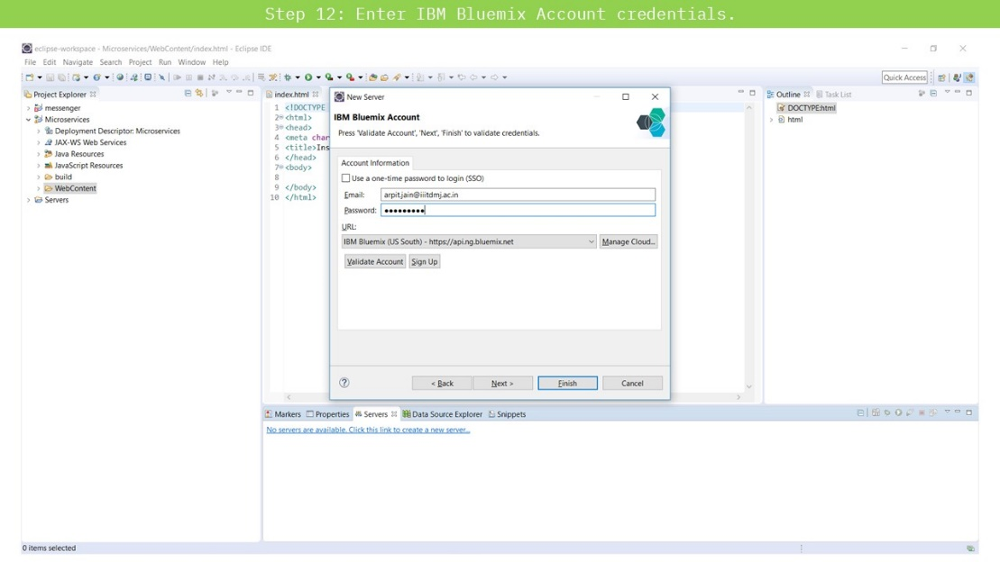 Step 12: Enter IBM Bluemix Account credentials.
eclipse-workspace - Microservices/WebContent/index.html - Eclipse IDE
File Edit Navigate Search Project Run Window Help
Quick Access
Project Explorer
messenger
Microservices
Deployment Descriptor: Microservices
JAX-WS Web Services
Java Resources
JavaScript Resources
build
WebContent
Servers
index.html
1 <!DOCTYPE
2 <html>
3 <head>
4 <meta char
5 <title>Ins
6 </head>
7 <body>
8
9 </body>
10 </html>
New Server
IBM Bluemix Account
Press 'Validate Account', 'Next', 'Finish' to validate credentials.
Account Information
Use a one-time password to login (SSO)
Email: arpit.jain@iiitdmj.ac.in
Password: •••••••••
URL:
IBM Bluemix (US South) - https://api.ng.bluemix.net Manage Cloud...
Validate Account Sign Up
< Back Next > Finish Cancel
Outline Task List
DOCTYPE:html
html
Markers Properties Servers Data Source Explorer Snippets
No servers are available. Click this link to create a new server...
0 items selected